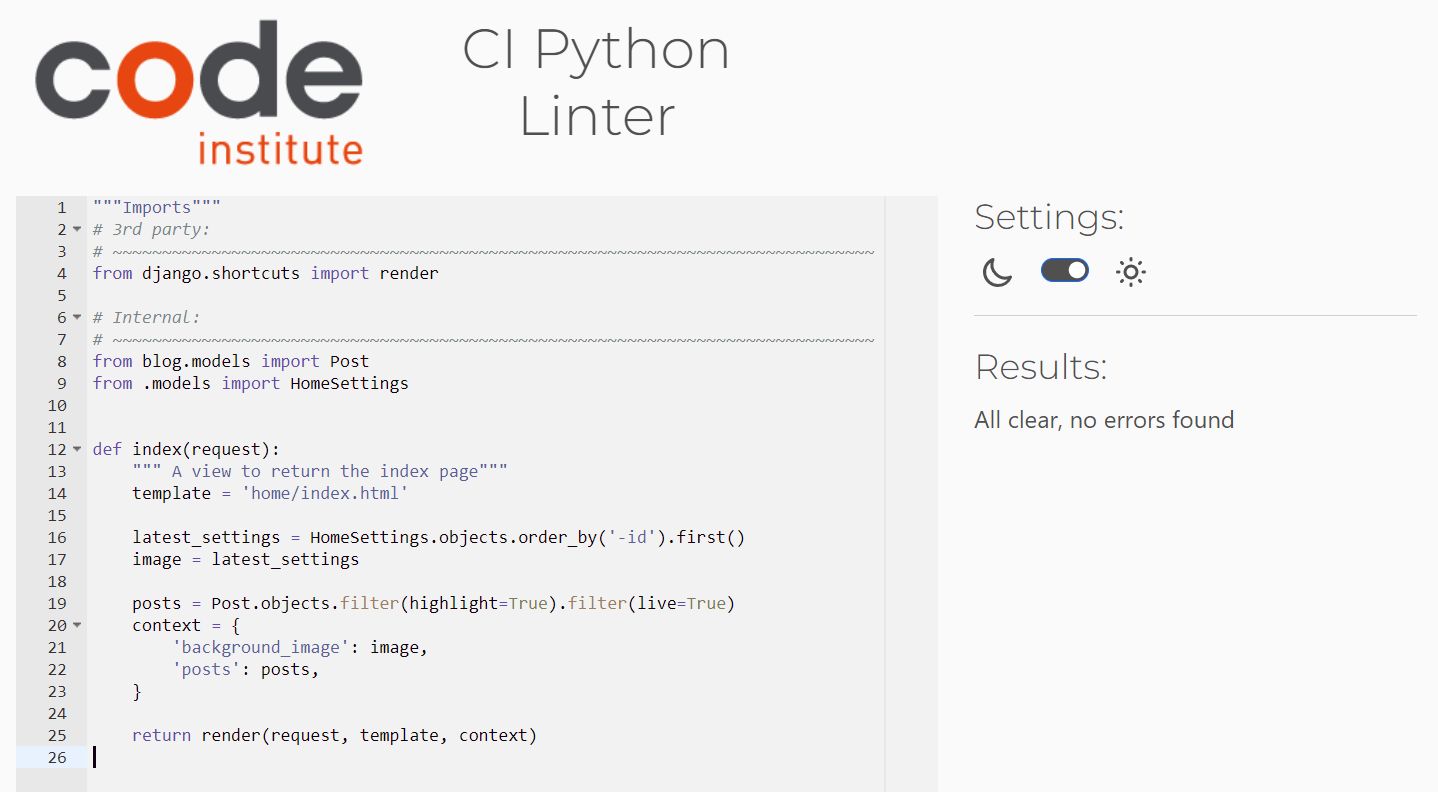 code
institute
CI Python
Linter
1 """Imports"""
2 # 3rd party:
3 # ~~~~~~~~~~~~~~~~~~~~~~~~~~~~~~~~~~~~~~~~~~~~~~~~~~~~~~~~~~~~~~~~~~~~~~~~~~~~~
4 from django.shortcuts import render
5
6 # Internal:
7 # ~~~~~~~~~~~~~~~~~~~~~~~~~~~~~~~~~~~~~~~~~~~~~~~~~~~~~~~~~~~~~~~~~~~~~~~~~~~~~
8 from blog.models import Post
9 from .models import HomeSettings
10
11
12 def index(request):
13     """ A view to return the index page"""
14     template = 'home/index.html'
15
16     latest_settings = HomeSettings.objects.order_by('-id').first()
17     image = latest_settings
18
19     posts = Post.objects.filter(highlight=True).filter(live=True)
20     context = {
21         'background_image': image,
22         'posts': posts,
23     }
24
25     return render(request, template, context)
26
Settings:
Results:
All clear, no errors found